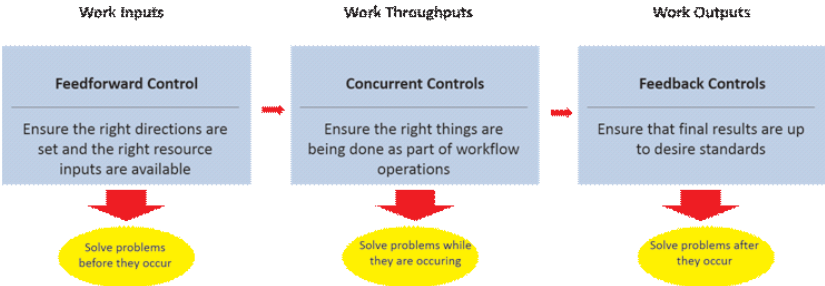 Work Inputs
Work Throughputs
Work Outputs
Feedforward Control
Ensure the right directions are
set and the right resource
inputs are available
Concurrent Controls
Ensure the right things are
being done as part of workflow
operations
Feedback Controls
Ensure that final results are up
to desire standards
Solve problems
before they occur
Solve problems while
they are occuring
Solve problems after
they occur